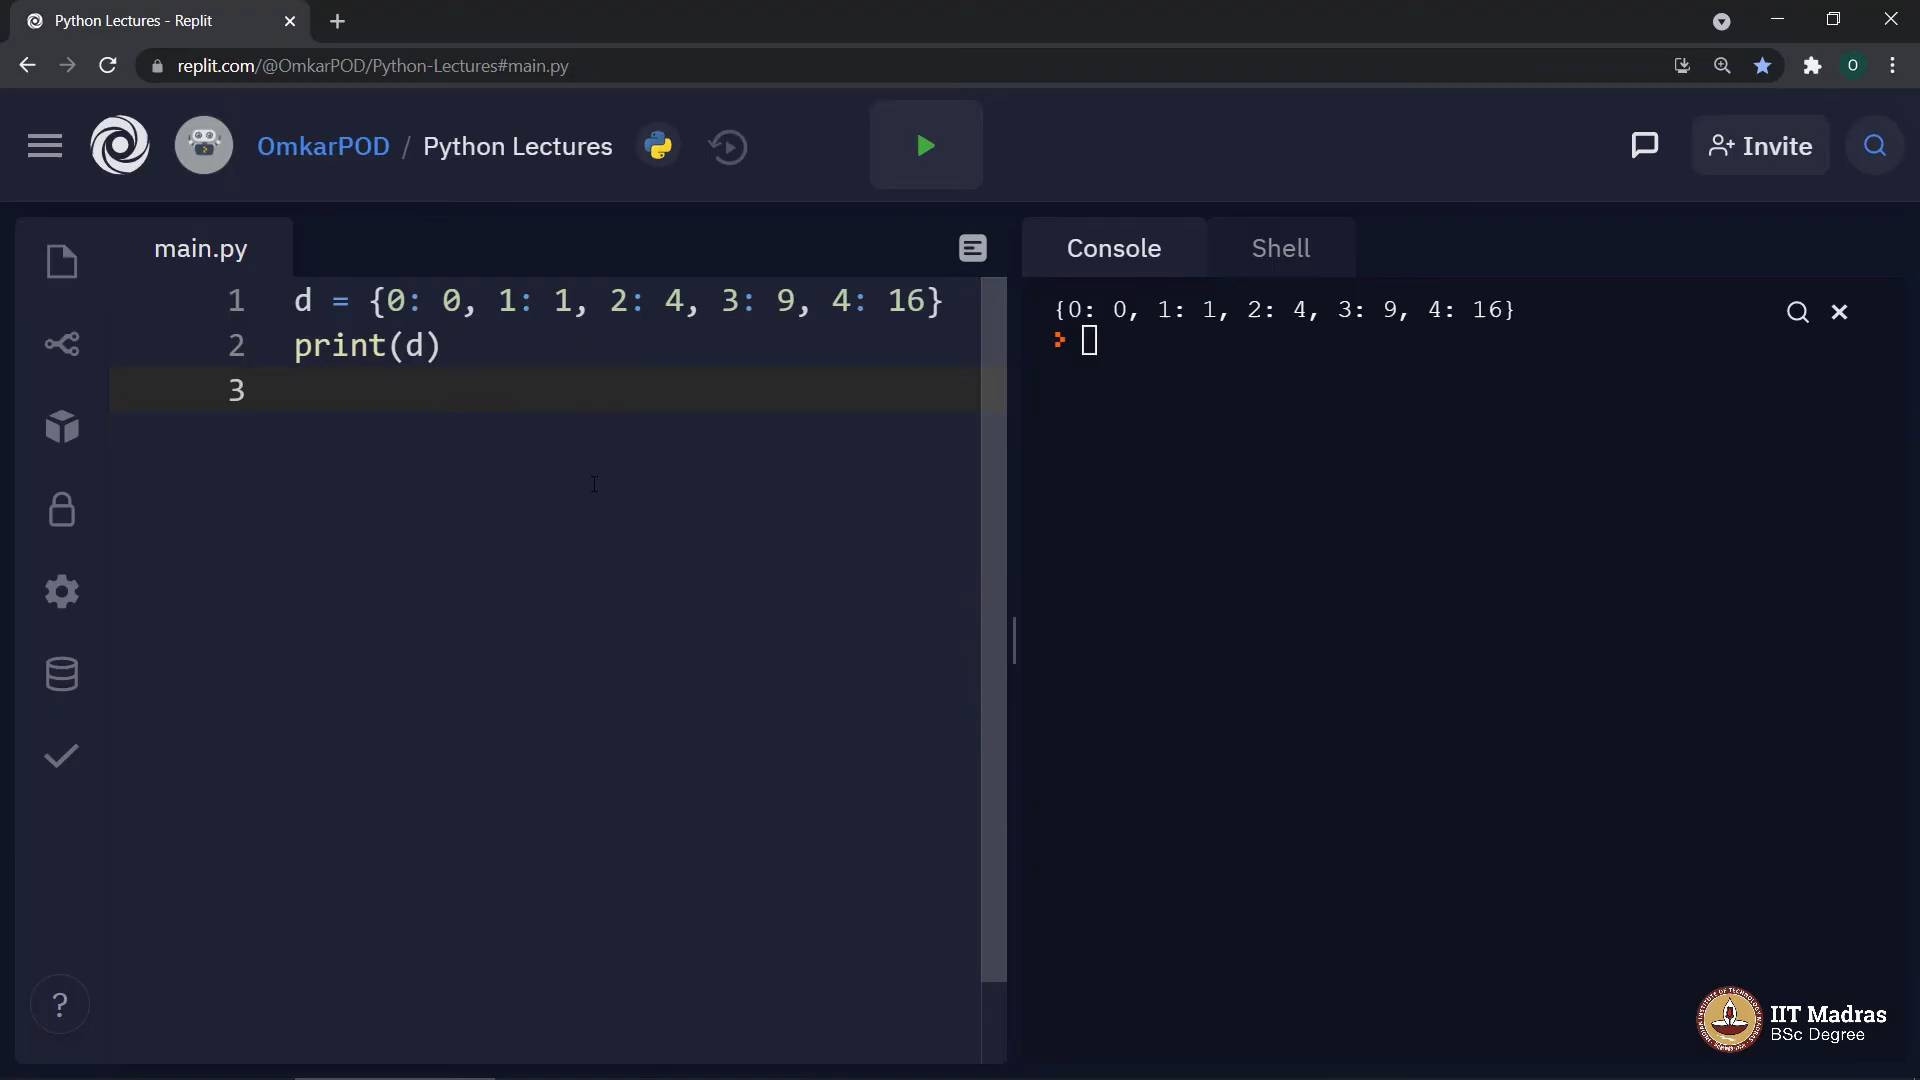 Python Lectures - Replit
replit.com/@OmkarPOD/Python-Lectures#main.py
O
OmkarPOD / Python Lectures
Invite
main.py
1 d = {0: 0, 1: 1, 2: 4, 3: 9, 4: 16}
2 print(d)
3
Console
Shell
{0: 0, 1: 1, 2: 4, 3: 9, 4: 16}
?
IIT Madras
BSc Degree